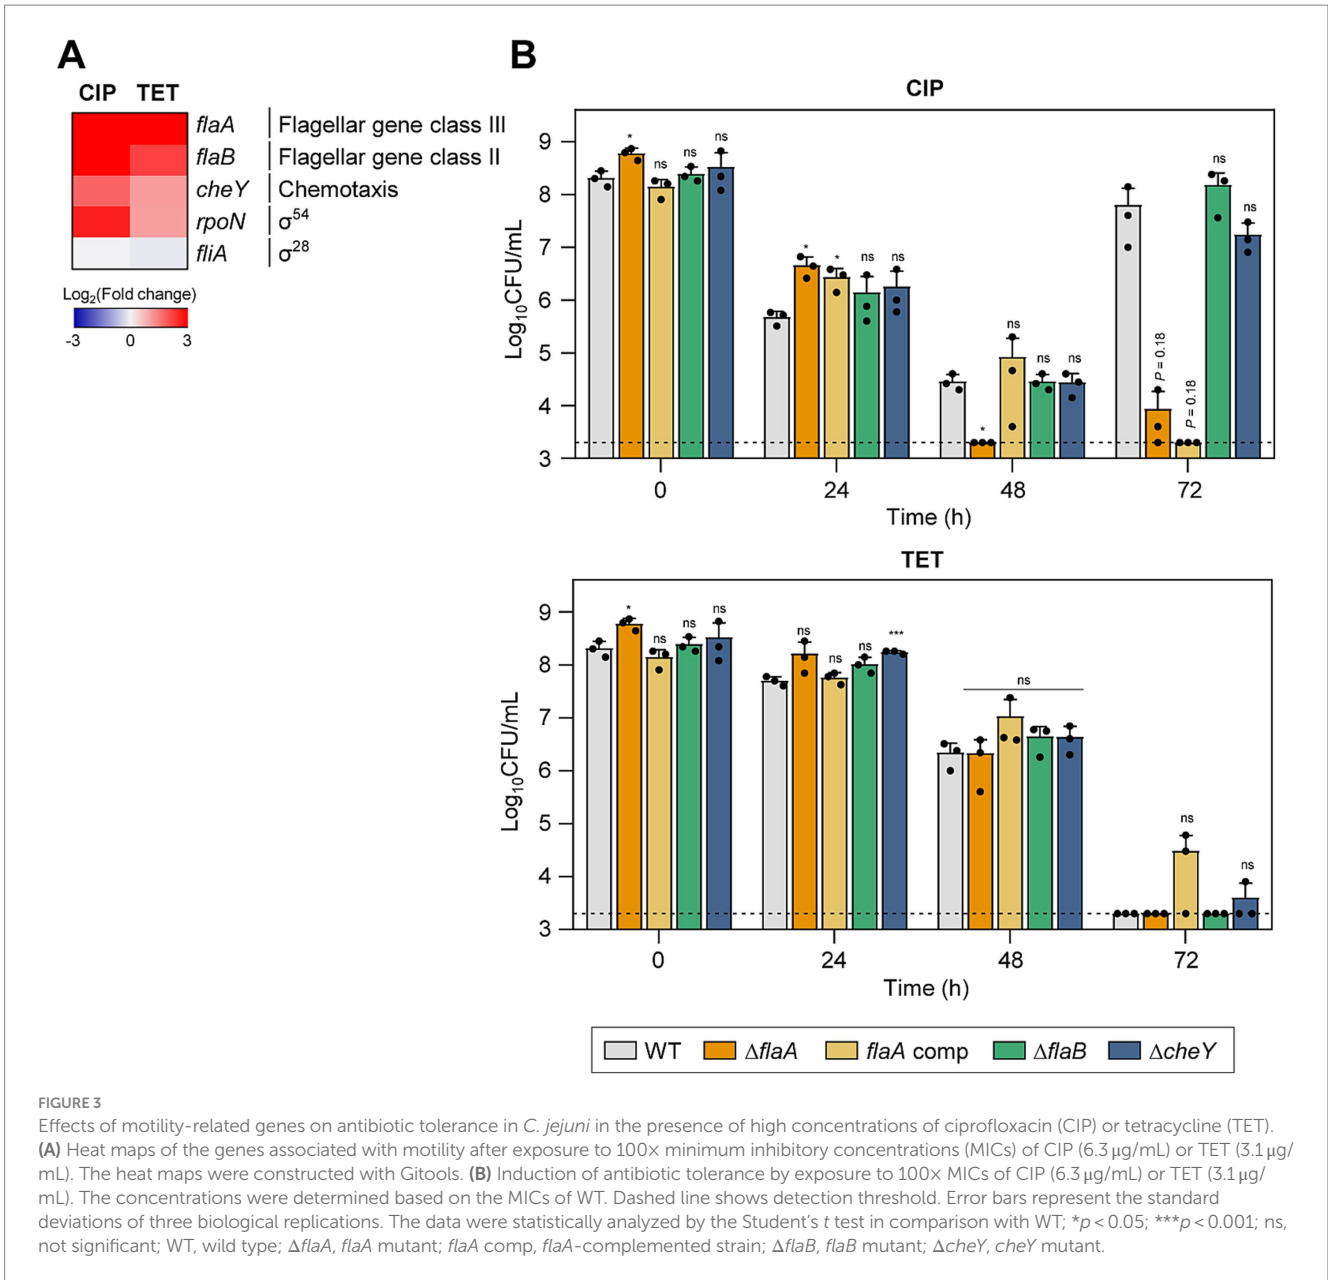 A
CIP TET
flaA Flagellar gene class III
flaB Flagellar gene class II
cheY Chemotaxis
rpoN σ54
fliA σ28
Log2(Fold change)
-3 0 3
B
CIP
Log10CFU/mL
9
8
7
6
5
4
3
* ns ns ns
* * ns ns
* ns ns ns
P = 0.18 P = 0.18 ns ns
0 24 48 72
Time (h)
TET
Log10CFU/mL
9
8
7
6
5
4
3
* ns ns ns
ns ns ns ***
ns
ns ns
0 24 48 72
Time (h)
WT ΔflaA flaA comp ΔflaB ΔcheY
FIGURE 3
Effects of motility-related genes on antibiotic tolerance in C. jejuni in the presence of high concentrations of ciprofloxacin (CIP) or tetracycline (TET).
(A) Heat maps of the genes associated with motility after exposure to 100× minimum inhibitory concentrations (MICs) of CIP (6.3 μg/mL) or TET (3.1 μg/
mL). The heat maps were constructed with Gitools. (B) Induction of antibiotic tolerance by exposure to 100× MICs of CIP (6.3 μg/mL) or TET (3.1 μg/
mL). The concentrations were determined based on the MICs of WT. Dashed line shows detection threshold. Error bars represent the standard
deviations of three biological replications. The data were statistically analyzed by the Student's t test in comparison with WT; *p < 0.05; ***p < 0.001; ns,
not significant; WT, wild type; ΔflaA, flaA mutant; flaA comp, flaA-complemented strain; ΔflaB, flaB mutant; ΔcheY, cheY mutant.